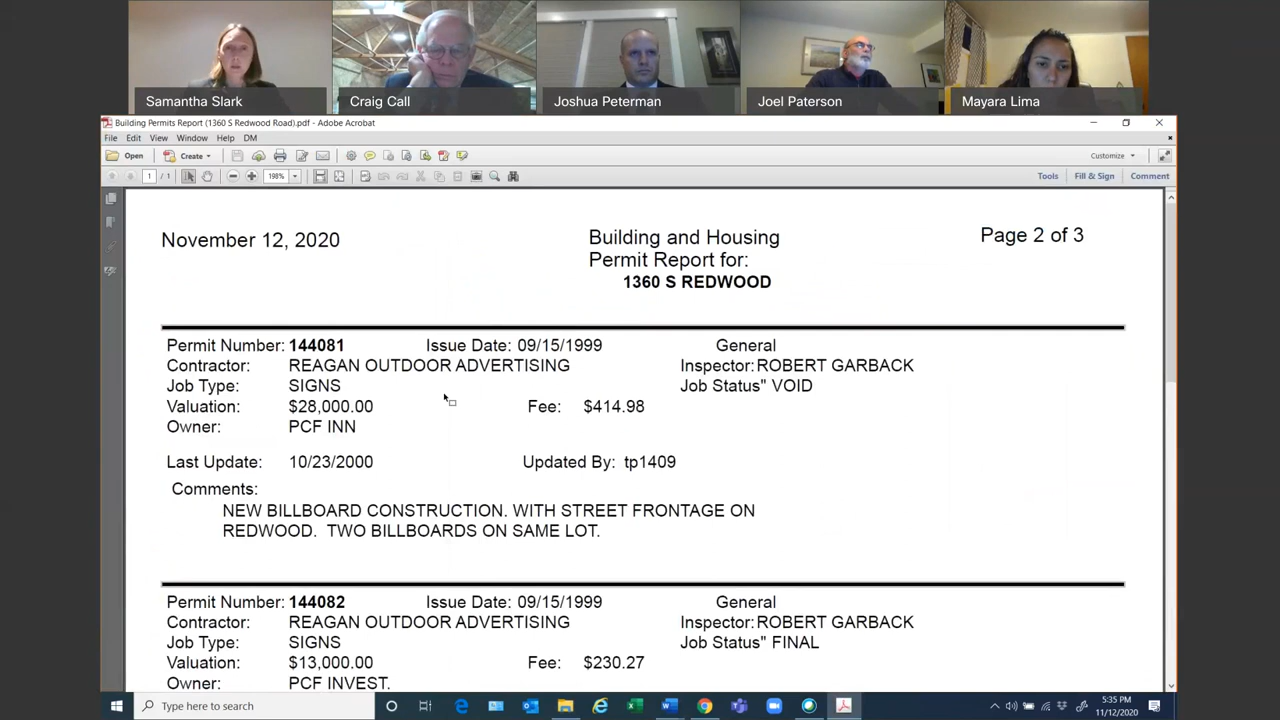 Samantha Slark
Craig Call
Joshua Peterman
Joel Paterson
Mayara Lima
Building Permits Report (1360 S Redwood Road).pdf - Adobe Acrobat
File Edit View Window Help DM
Open Create Customize
1 / 1 198% Tools Fill & Sign Comment
November 12, 2020
Building and Housing
Permit Report for:
1360 S REDWOOD
Page 2 of 3
Permit Number: 144081 Issue Date: 09/15/1999 General
Contractor: REAGAN OUTDOOR ADVERTISING Inspector: ROBERT GARBACK
Job Type: SIGNS Job Status" VOID
Valuation: $28,000.00 Fee: $414.98
Owner: PCF INN
Last Update: 10/23/2000 Updated By: tp1409
Comments:
NEW BILLBOARD CONSTRUCTION. WITH STREET FRONTAGE ON
REDWOOD. TWO BILLBOARDS ON SAME LOT.
Permit Number: 144082 Issue Date: 09/15/1999 General
Contractor: REAGAN OUTDOOR ADVERTISING Inspector: ROBERT GARBACK
Job Type: SIGNS Job Status" FINAL
Valuation: $13,000.00 Fee: $230.27
Owner: PCF INVEST.
Type here to search
5:35 PM
11/12/2020